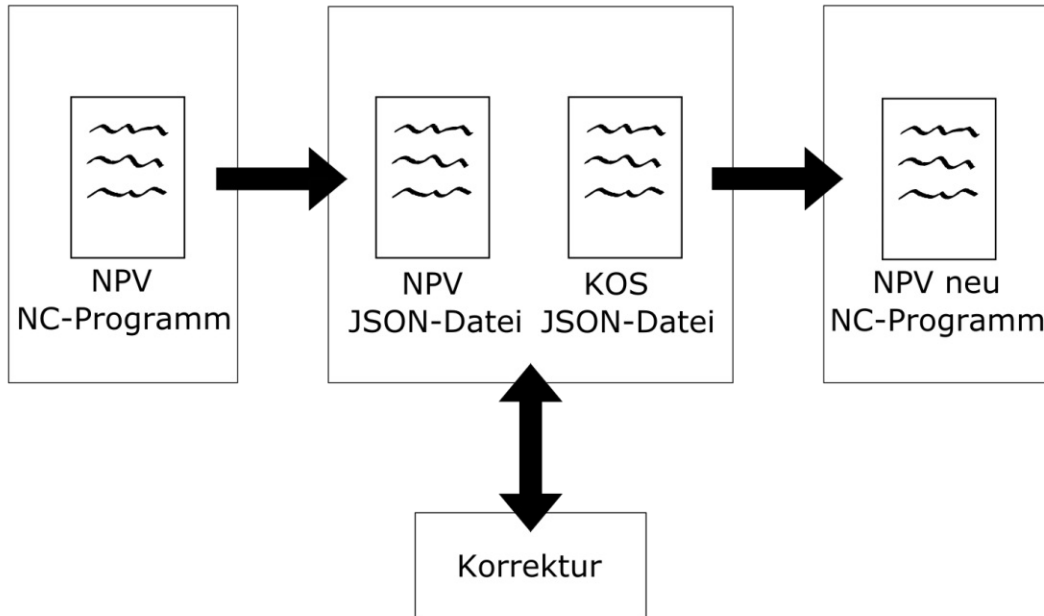 NPV
NC-Programm
NPV
JSON-Datei
KOS
JSON-Datei
NPV neu
NC-Programm
Korrektur